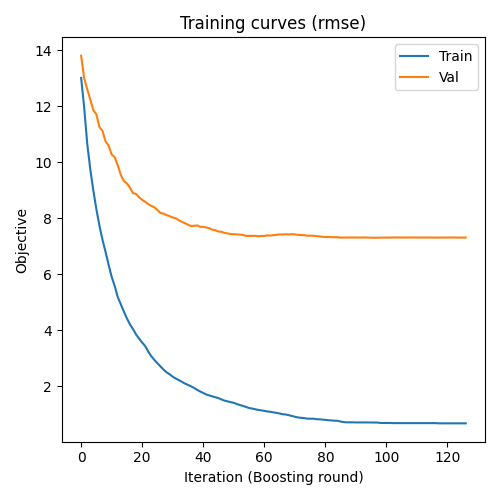 Training curves (rmse)
Train
Val
Objective
14
12
10
8
6
4
2
0
20
40
60
80
100
120
Iteration (Boosting round)